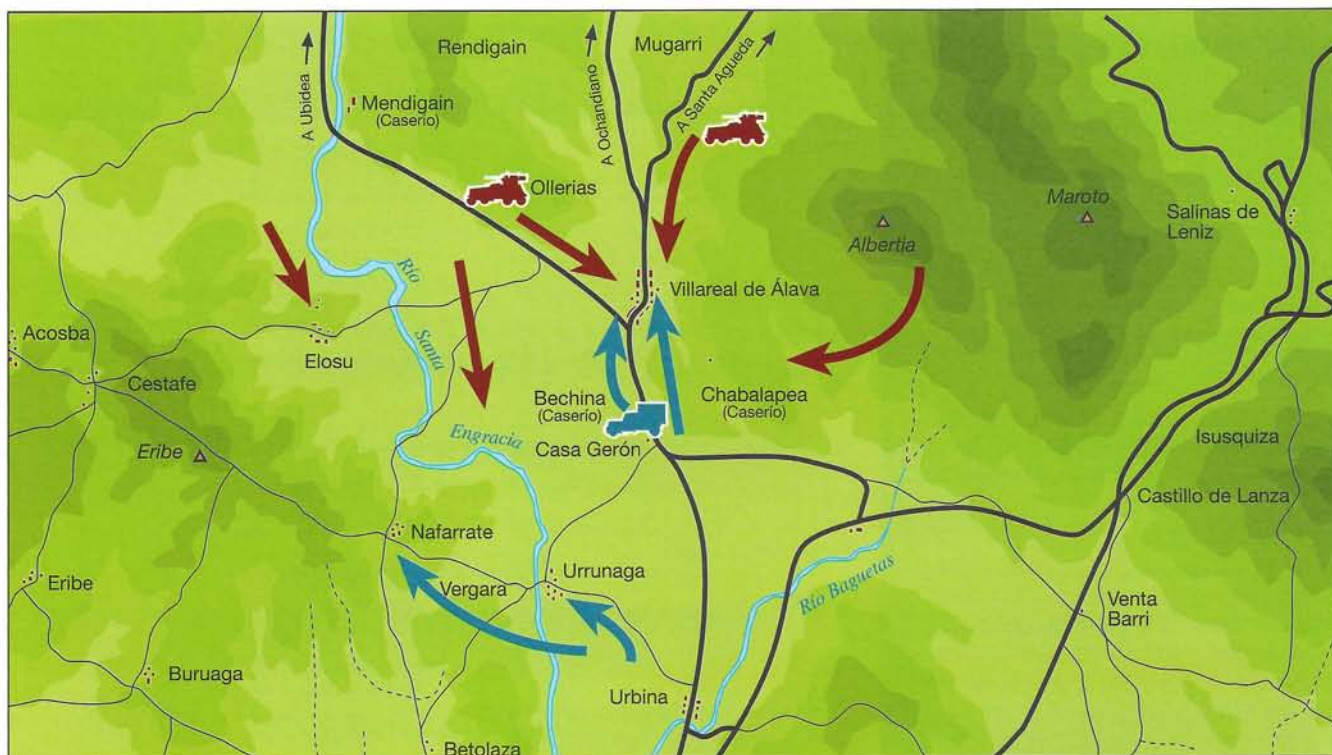 Rendigain
Mugarri
A Ubidea
A Ochandiano
A Santa Agueda
Mendigain
(Caserío)
Ollerias
Maroto
Albertia
Salinas de
Leniz
Río
Santa
Engracia
Villareal de Álava
Acosba
Elosu
Cestafe
Bechina
(Caserío)
Chabalapea
(Caserío)
Casa Gerón
Isusquiza
Eribe
Castillo de Lanza
Nafarrate
Urrunaga
Vergara
Río Baguetas
Eribe
Venta
Barri
Buruaga
Urbina
Betolaza